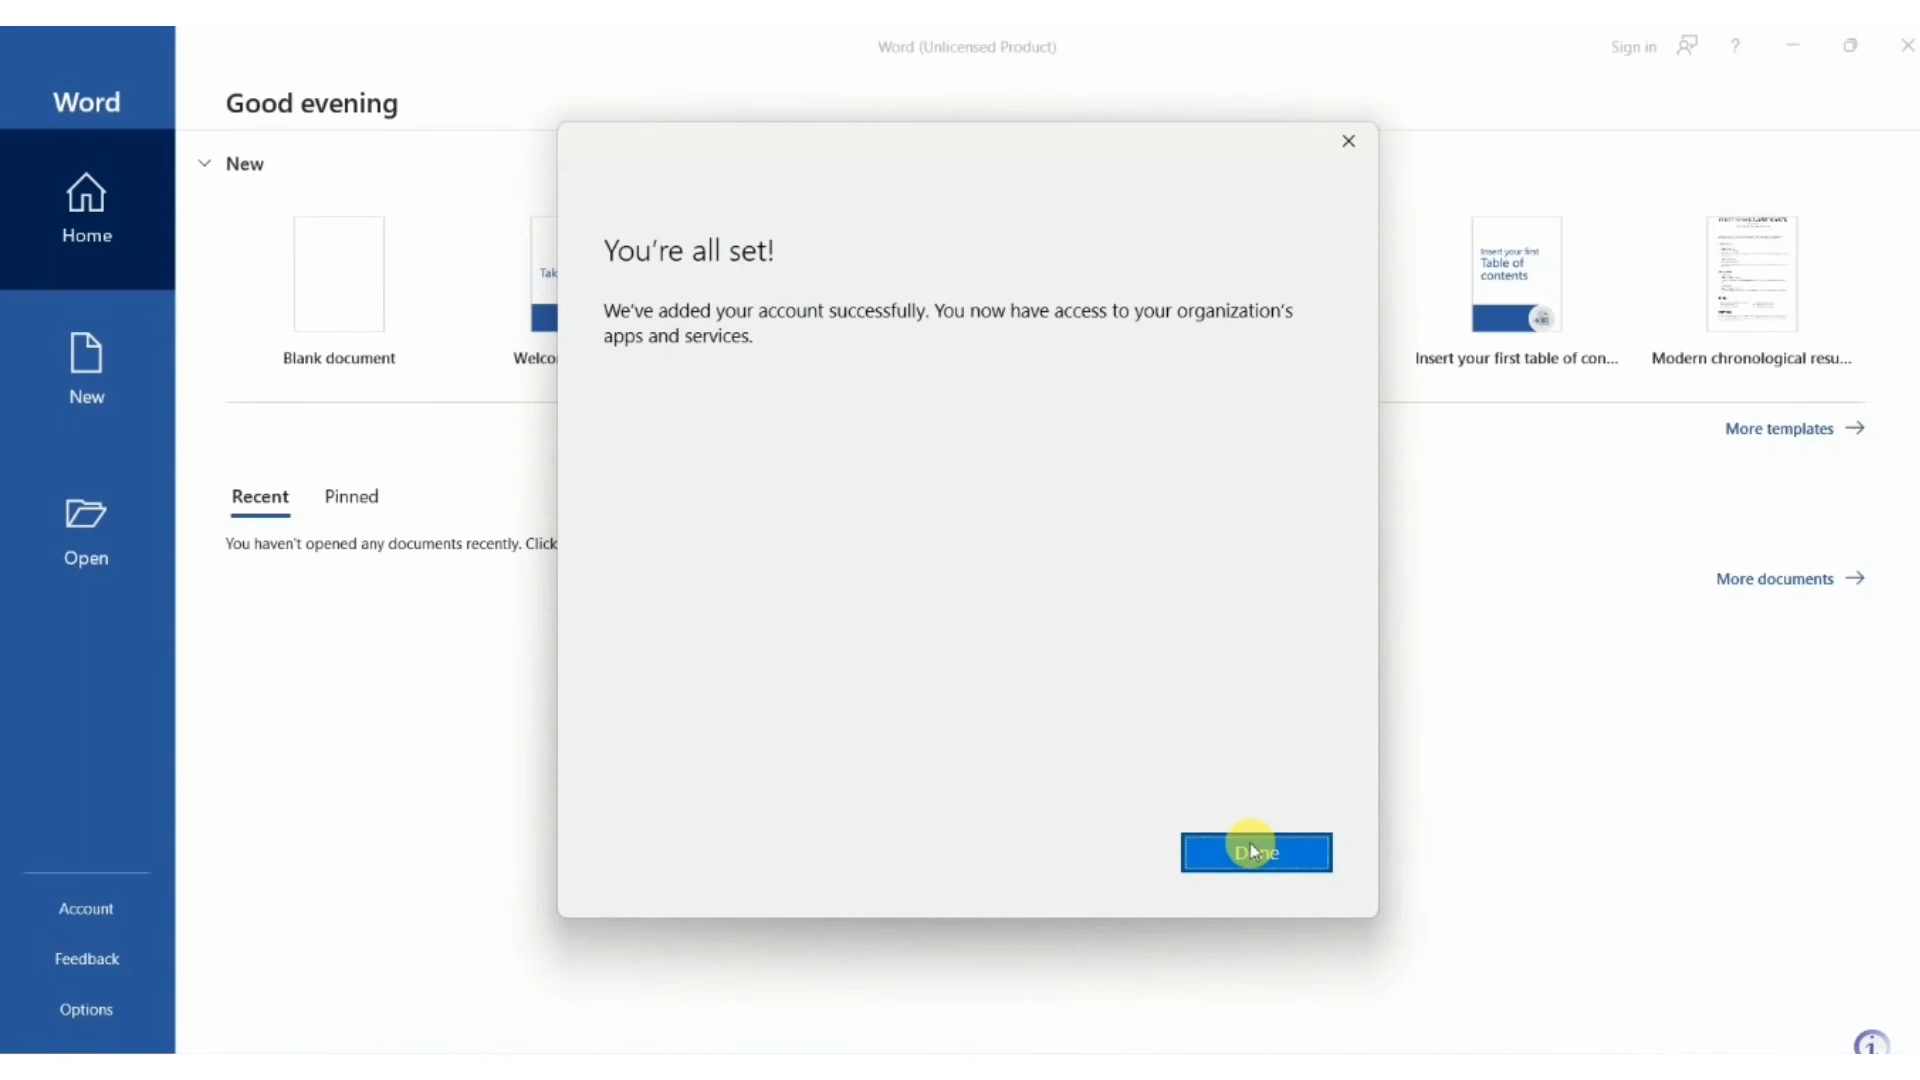 Word (Unlicensed Product)
Sign in
?
Word
Good evening
Home
New
Open
Account
Feedback
Options
New
Blank document
Tak
Welco
Insert your first
Table of
contents
Insert your first table of con...
Modern chronological resu...
More templates
Recent
Pinned
You haven't opened any documents recently. Click
More documents
You're all set!
We've added your account successfully. You now have access to your organization's
apps and services.
Done